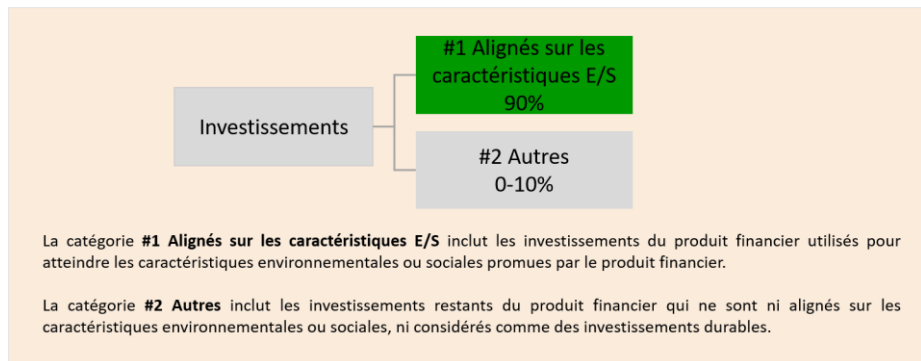 #1 Alignés sur les
caractéristiques E/S
90%
Investissements
#2 Autres
0-10%
La catégorie #1 Alignés sur les caractéristiques E/S inclut les investissements du produit financier utilisés pour
atteindre les caractéristiques environnementales ou sociales promues par le produit financier.
La catégorie #2 Autres inclut les investissements restants du produit financier qui ne sont ni alignés sur les
caractéristiques environnementales ou sociales, ni considérés comme des investissements durables.